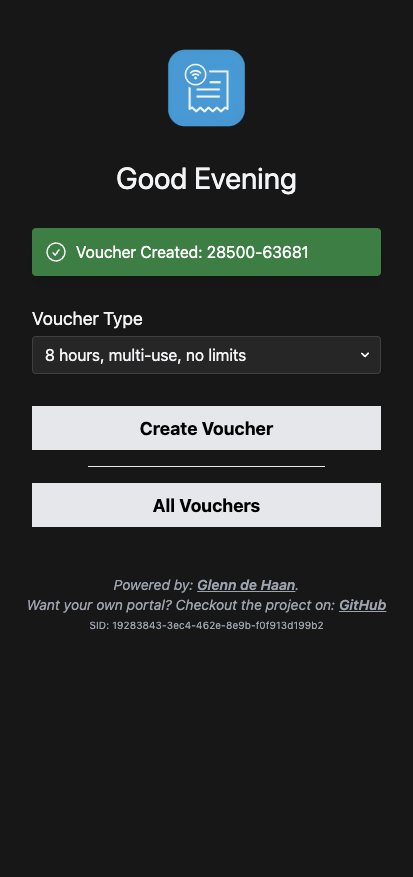 Good Evening
Voucher Created: 28500-63681
Voucher Type
8 hours, multi-use, no limits
Create Voucher
All Vouchers
Powered by: Glenn de Haan.
Want your own portal? Checkout the project on: GitHub
SID: 19283843-3ec4-462e-8e9b-f0f913d199b2